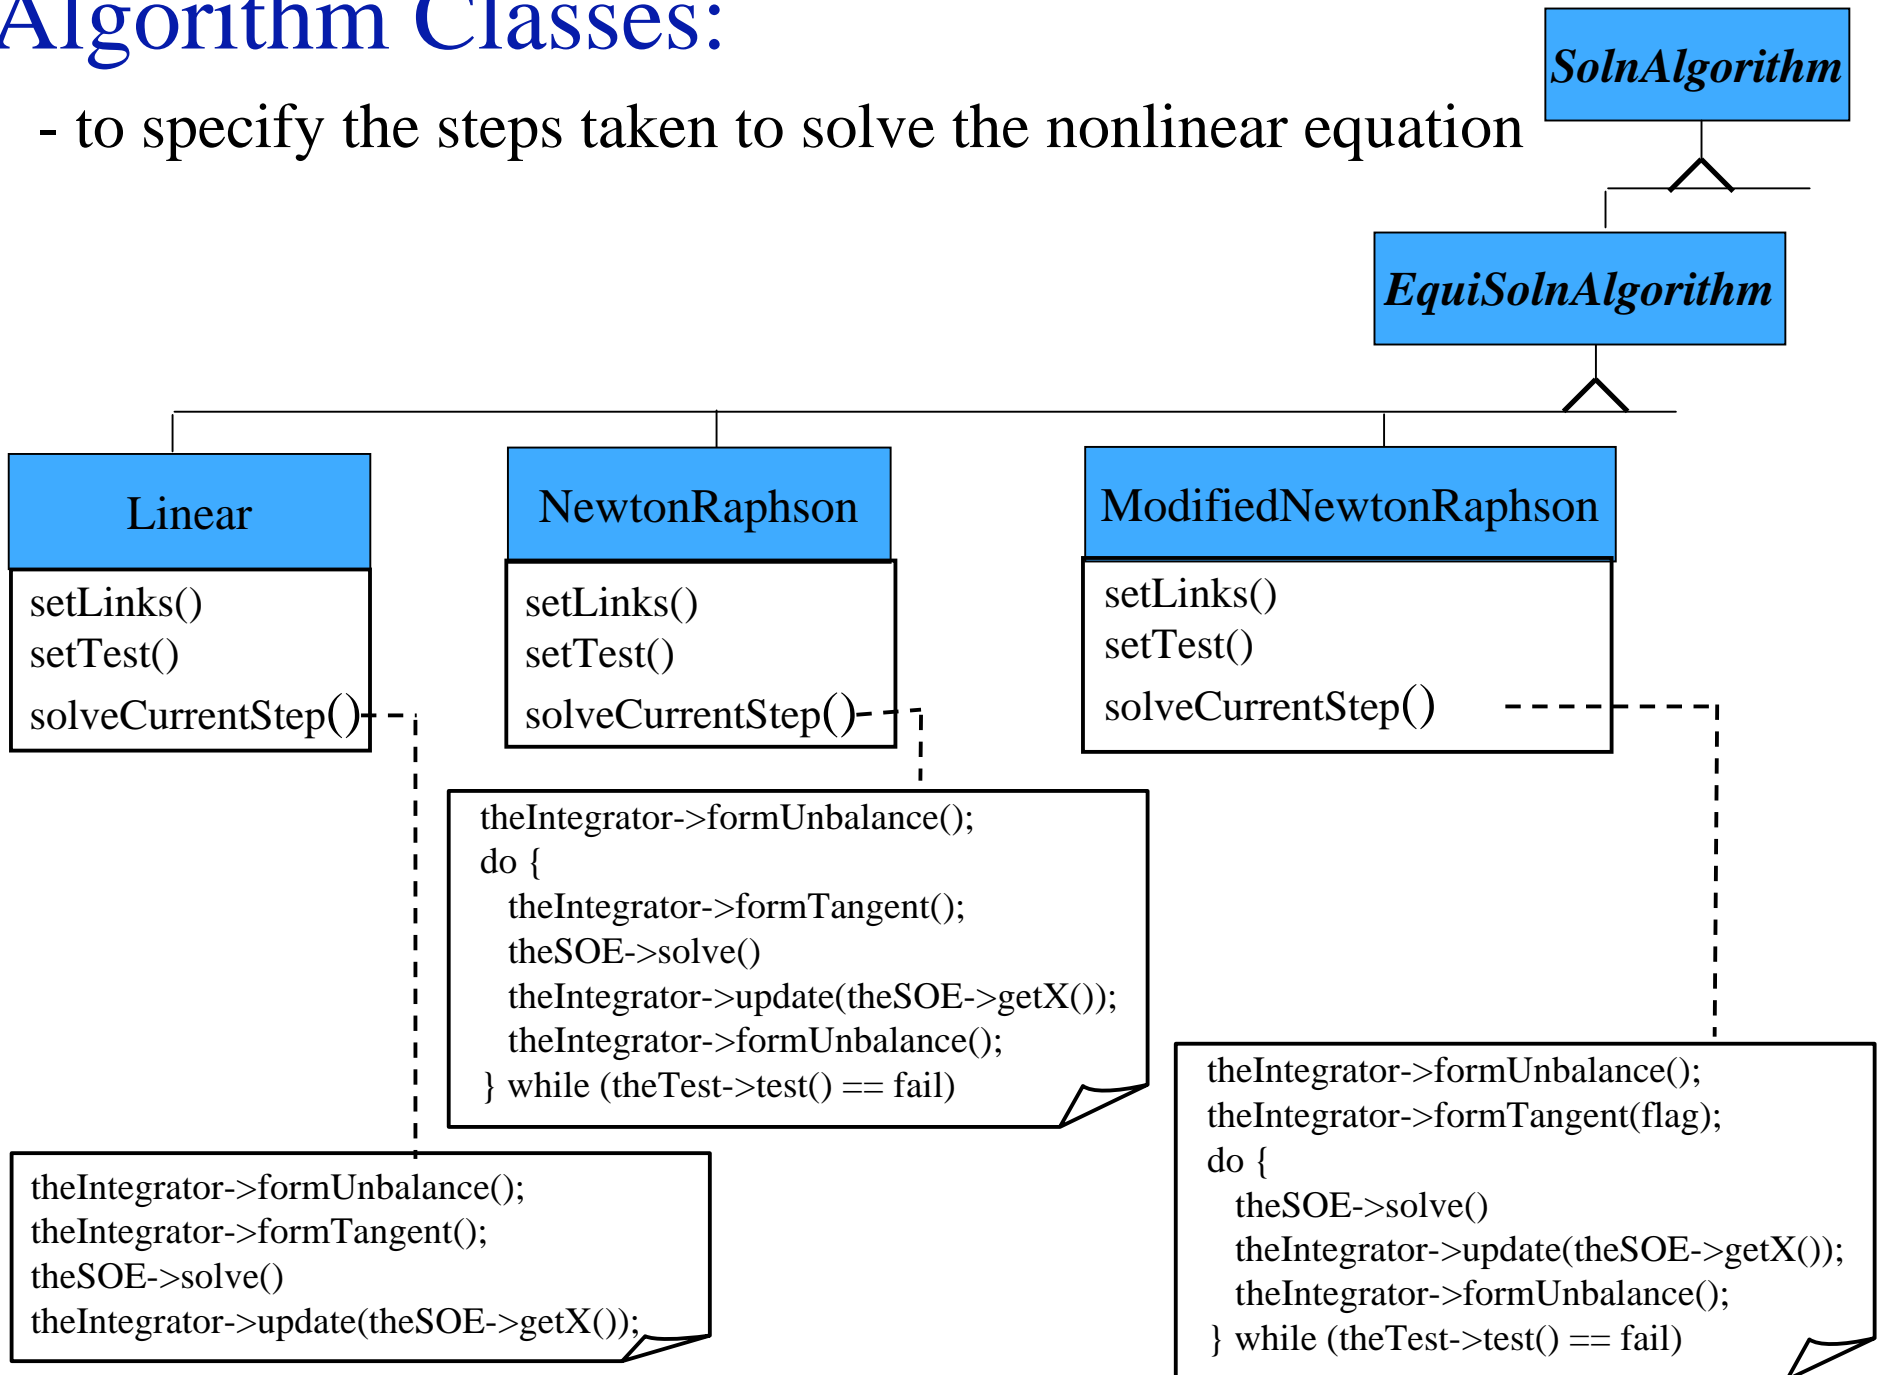 Algorithm Classes:
- to specify the steps taken to solve the nonlinear equation
SolnAlgorithm
EquiSolnAlgorithm
Linear
setLinks()
setTest()
solveCurrentStep()
NewtonRaphson
setLinks()
setTest()
solveCurrentStep()
ModifiedNewtonRaphson
setLinks()
setTest()
solveCurrentStep()
theIntegrator->formUnbalance();
do {
theIntegrator->formTangent();
theSOE->solve()
theIntegrator->update(theSOE->getX());
theIntegrator->formUnbalance();
} while (theTest->test() == fail)
theIntegrator->formUnbalance();
theIntegrator->formTangent(flag);
do {
theSOE->solve()
theIntegrator->update(theSOE->getX());
theIntegrator->formUnbalance();
} while (theTest->test() == fail)
theIntegrator->formUnbalance();
theIntegrator->formTangent();
theSOE->solve()
theIntegrator->update(theSOE->getX());